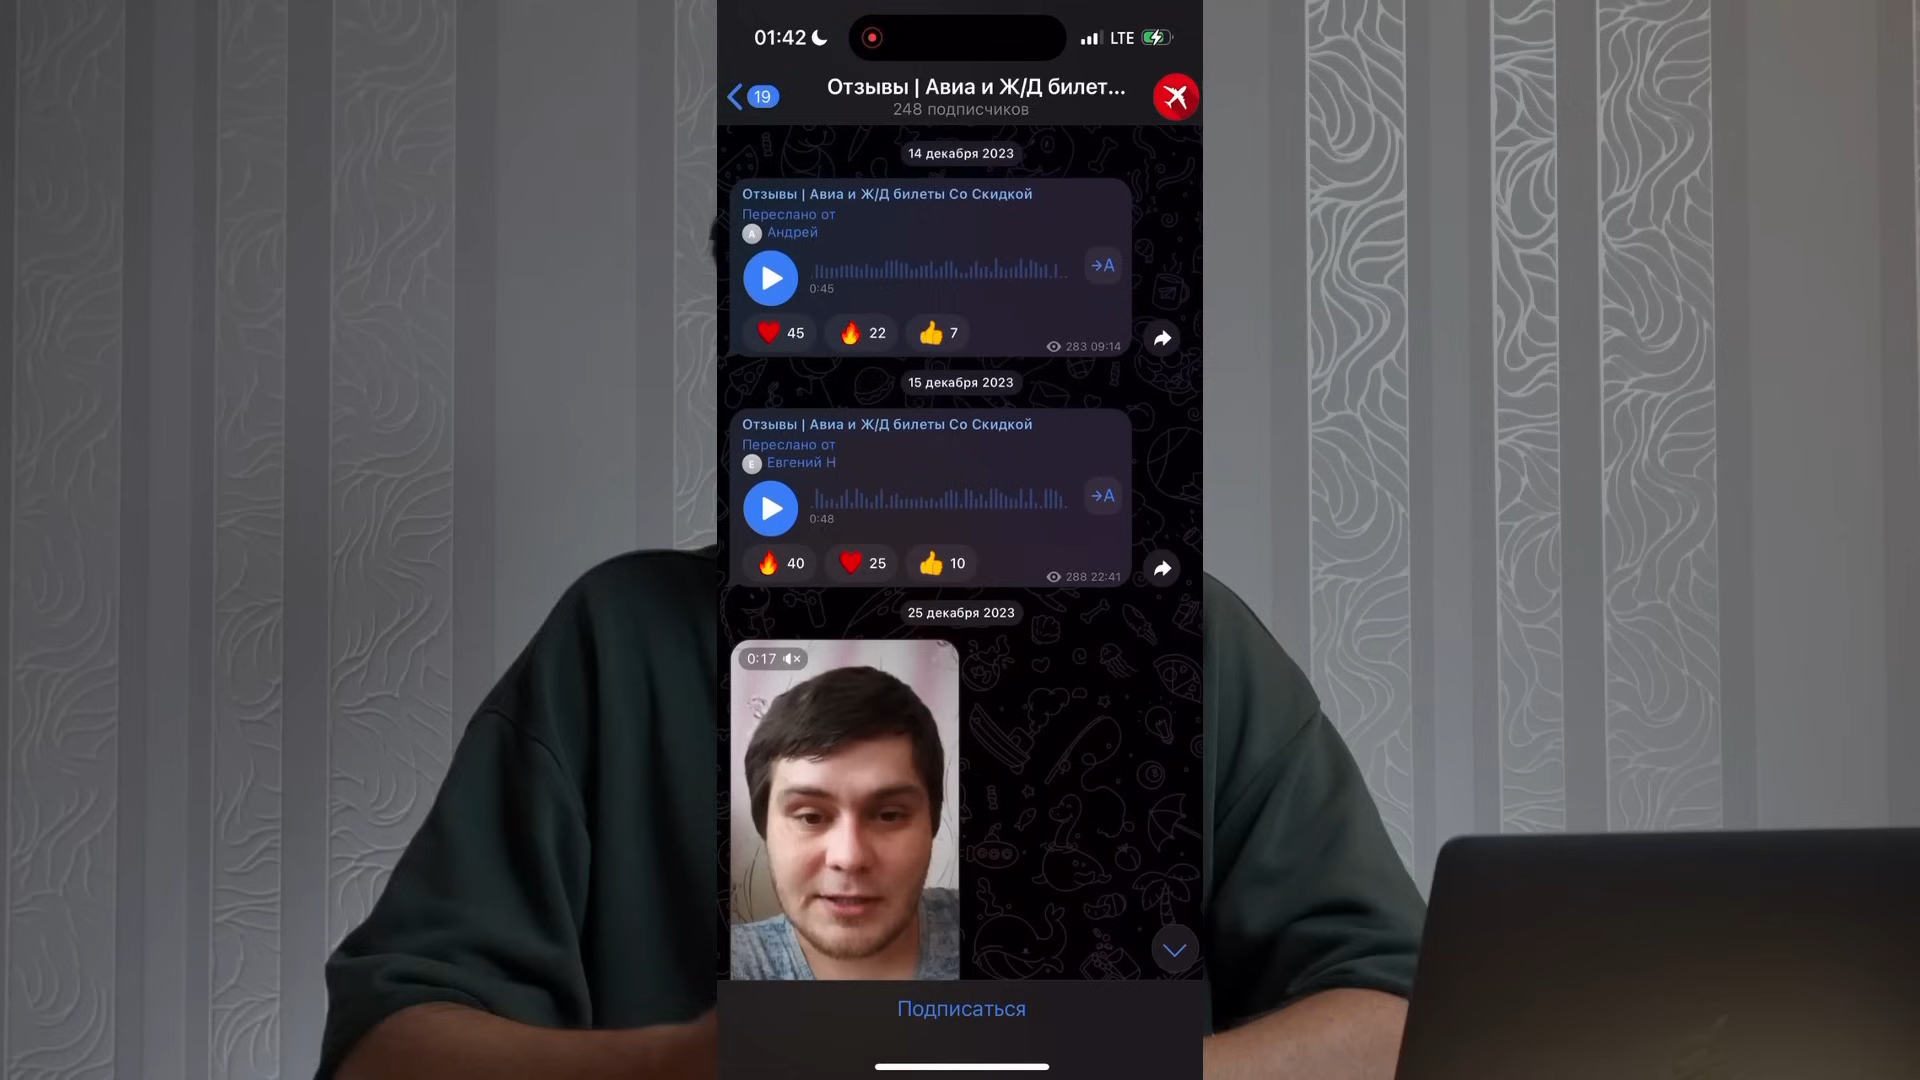 01:42
LTE
19
Отзывы | Авиа и Ж/Д билет...
248 подписчиков
14 декабря 2023
Отзывы | Авиа и Ж/Д билеты Со Скидкой
Переслано от
А Андрей
→A
0:45
45 22 7
283 09:14
15 декабря 2023
Отзывы | Авиа и Ж/Д билеты Со Скидкой
Переслано от
Е Евгений Н
→A
0:48
40 25 10
288 22:41
25 декабря 2023
0:17
Подписаться